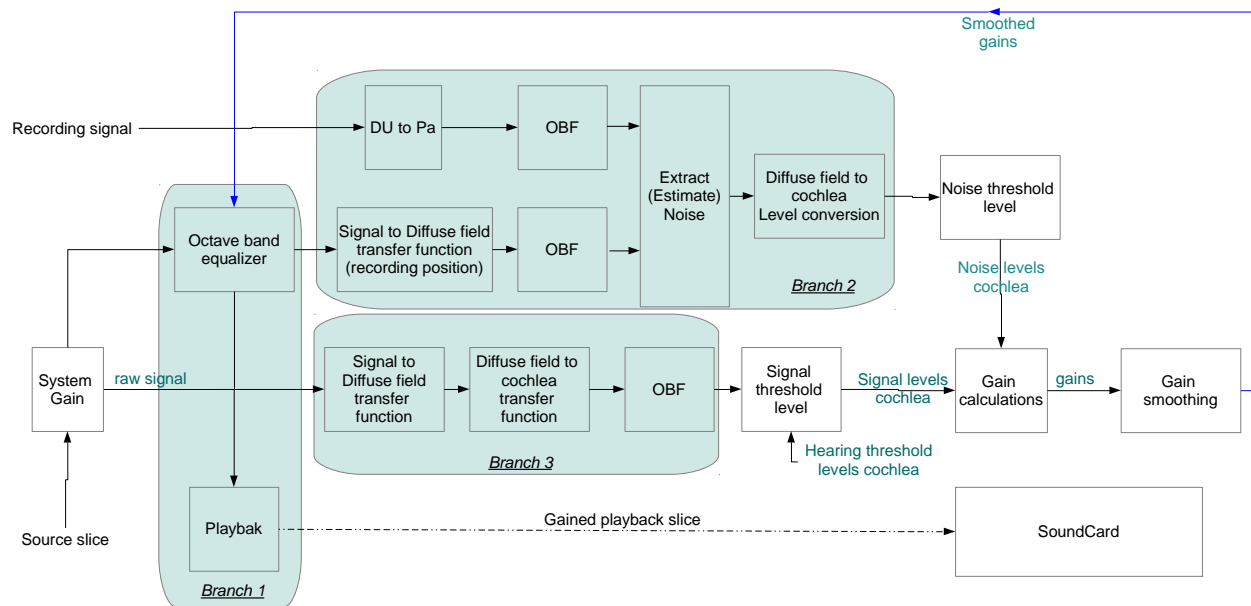 Smoothed
gains
Recording signal
DU to Pa
OBF
Extract
(Estimate)
Noise
Diffuse field to
cochlea
Level conversion
Noise threshold
level
Octave band
equalizer
Signal to Diffuse field
transfer function
(recording position)
OBF
Branch 2
Noise levels
cochlea
System
Gain
raw signal
Signal to
Diffuse field
transfer
function
Diffuse field to
cochlea
transfer
function
OBF
Signal
threshold
level
Signal levels
cochlea
Gain
calculations
gains
Gain
smoothing
Branch 3
Hearing threshold
levels cochlea
Source slice
Playbak
Gained playback slice
SoundCard
Branch 1